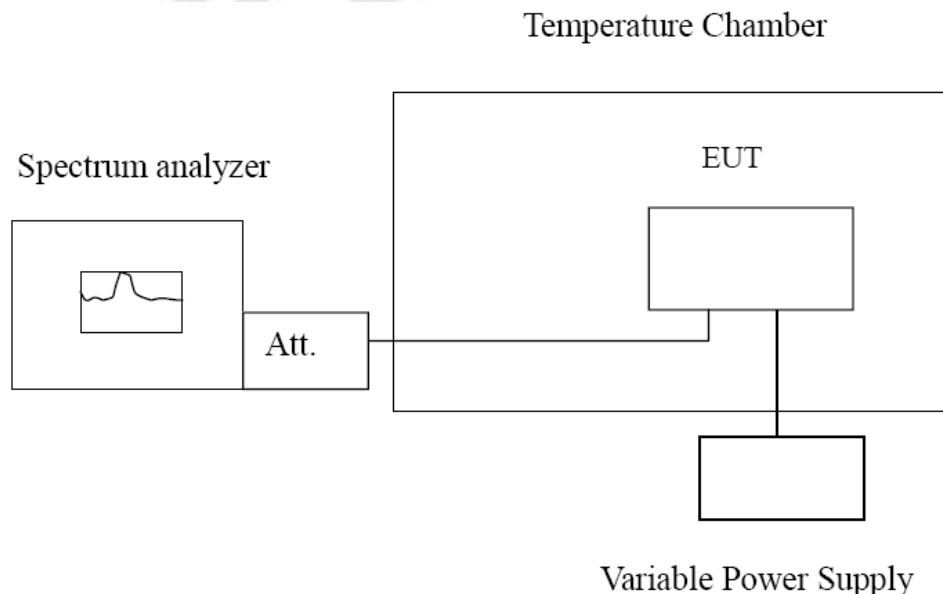 Temperature Chamber
EUT
Spectrum analyzer
Att.
Variable Power Supply